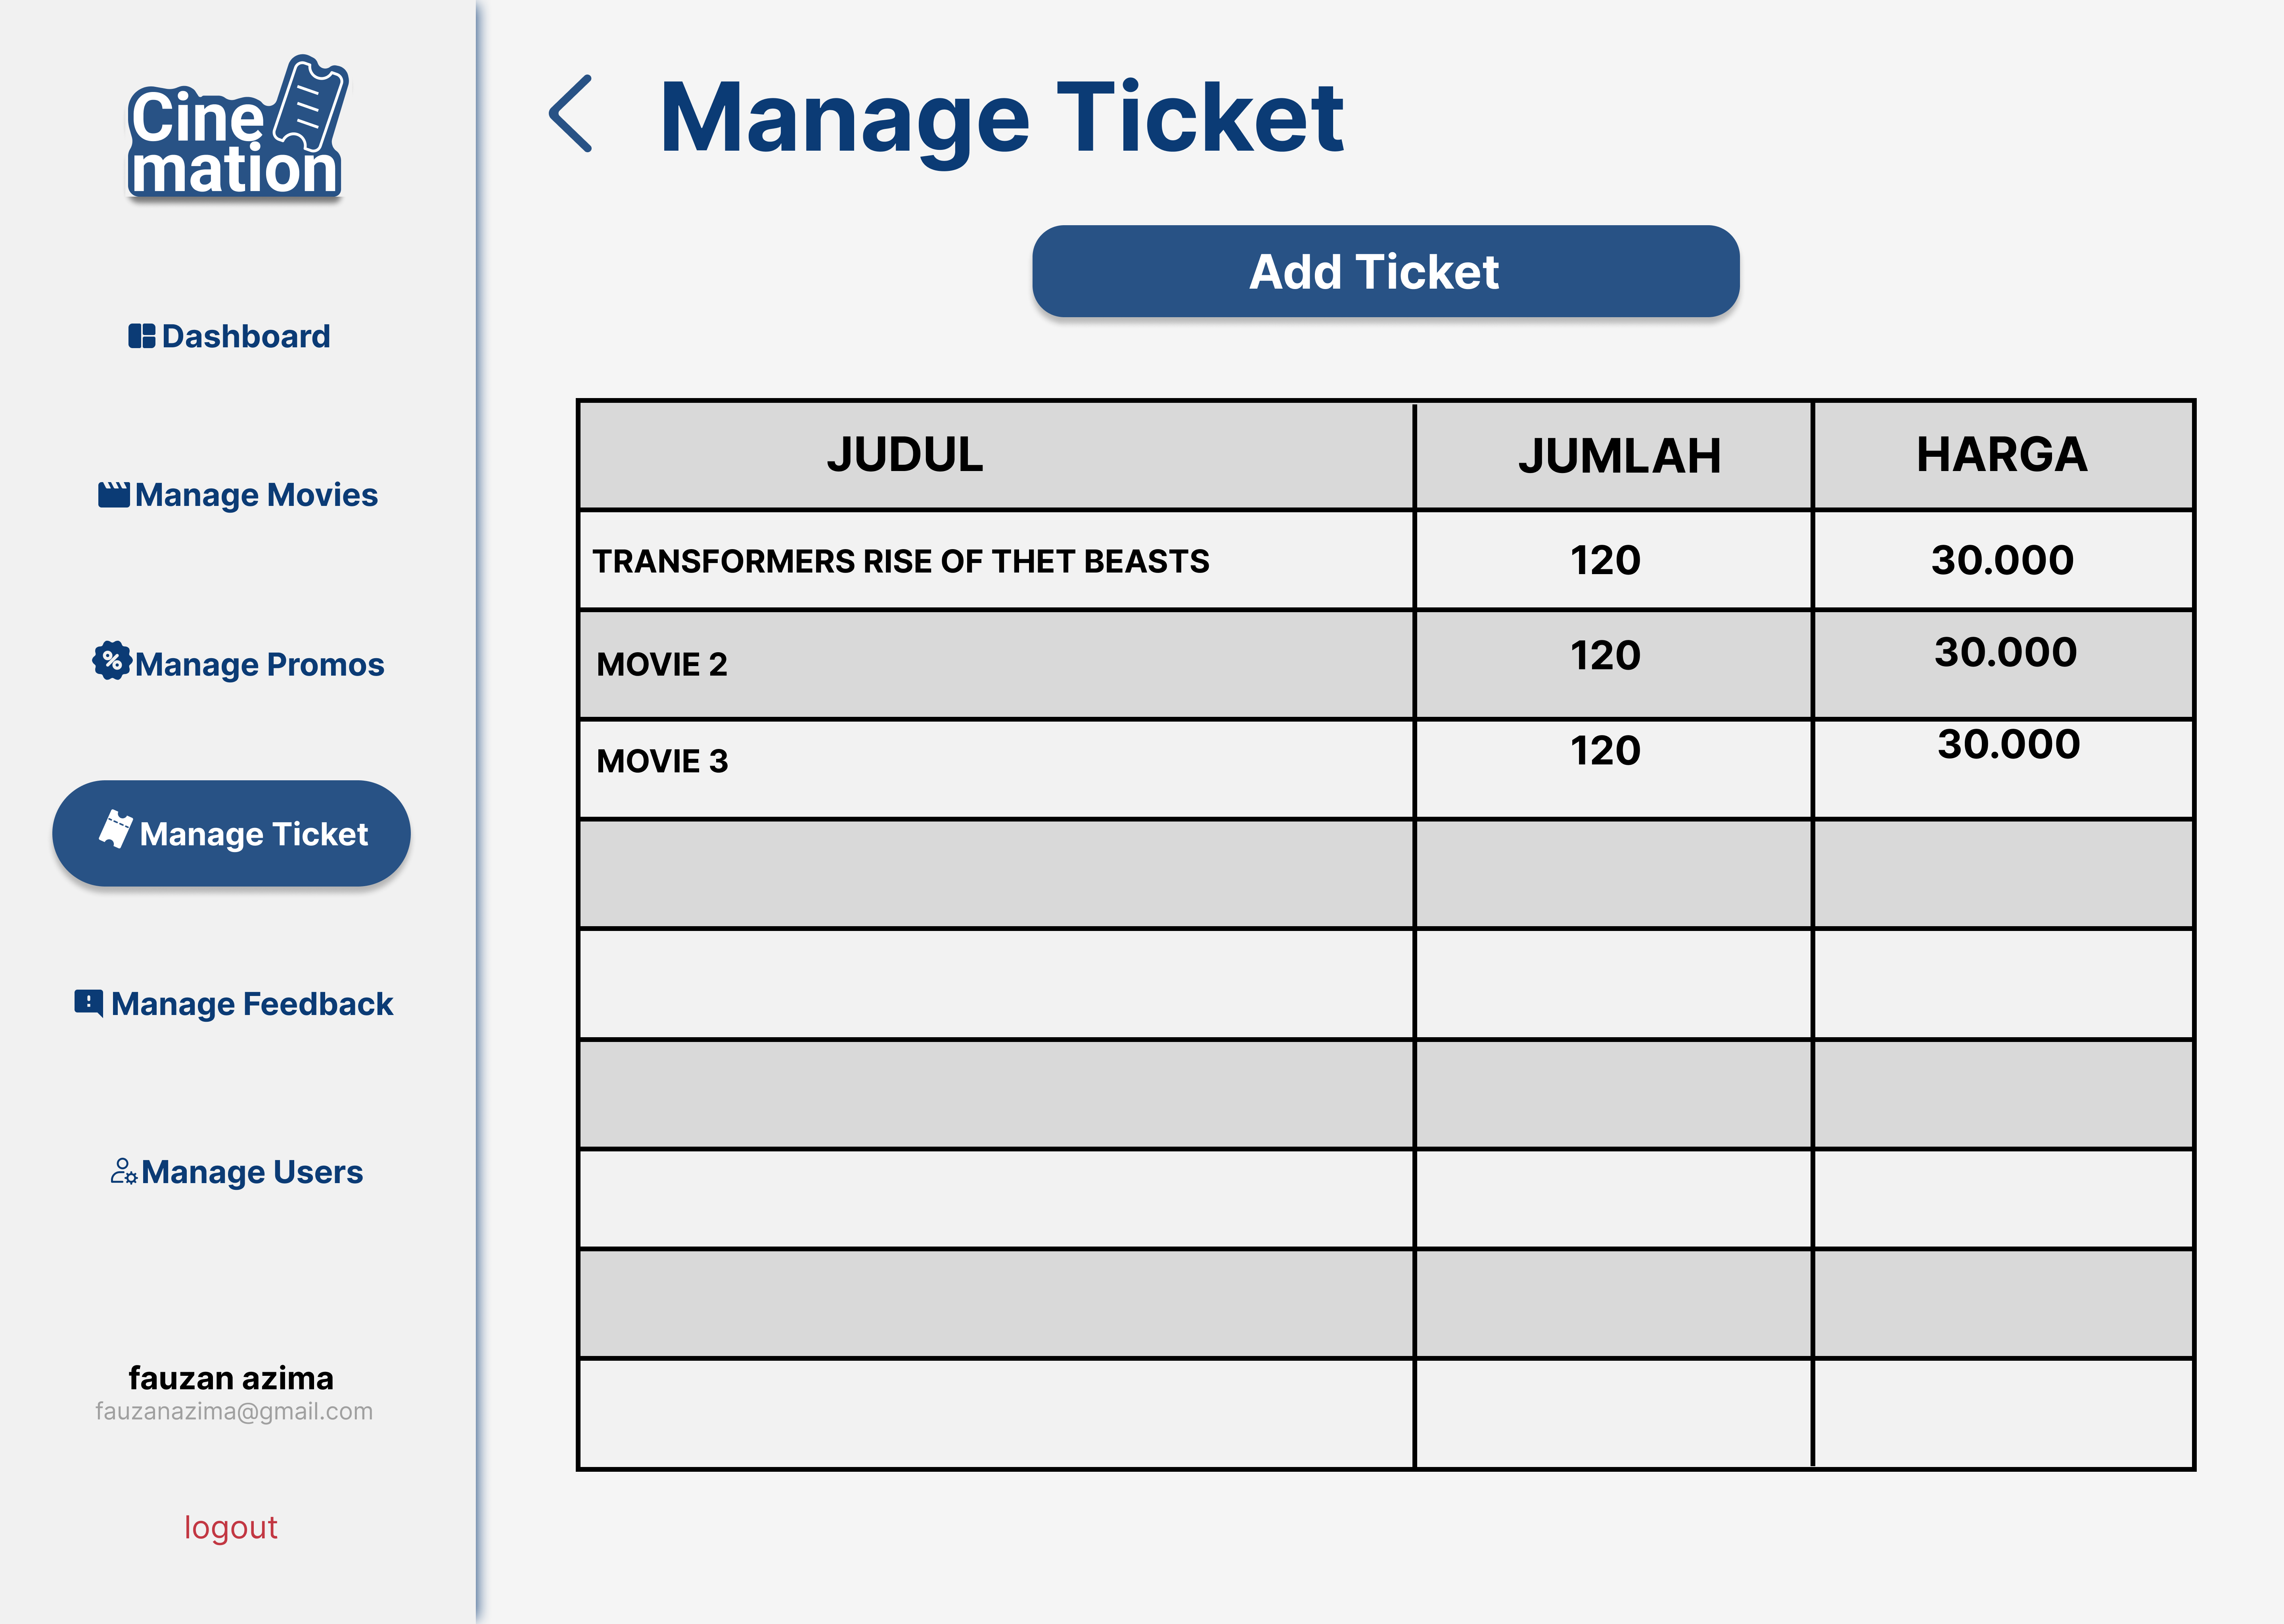 Cine
mation
Dashboard
Manage Movies
Manage Promos
Manage Ticket
Manage Feedback
Manage Users
fauzan azima
fauzanazima@gmail.com
logout
Manage Ticket
Add Ticket
JUDUL JUMLAH HARGA
TRANSFORMERS RISE OF THET BEASTS 120 30.000
MOVIE 2 120 30.000
MOVIE 3 120 30.000